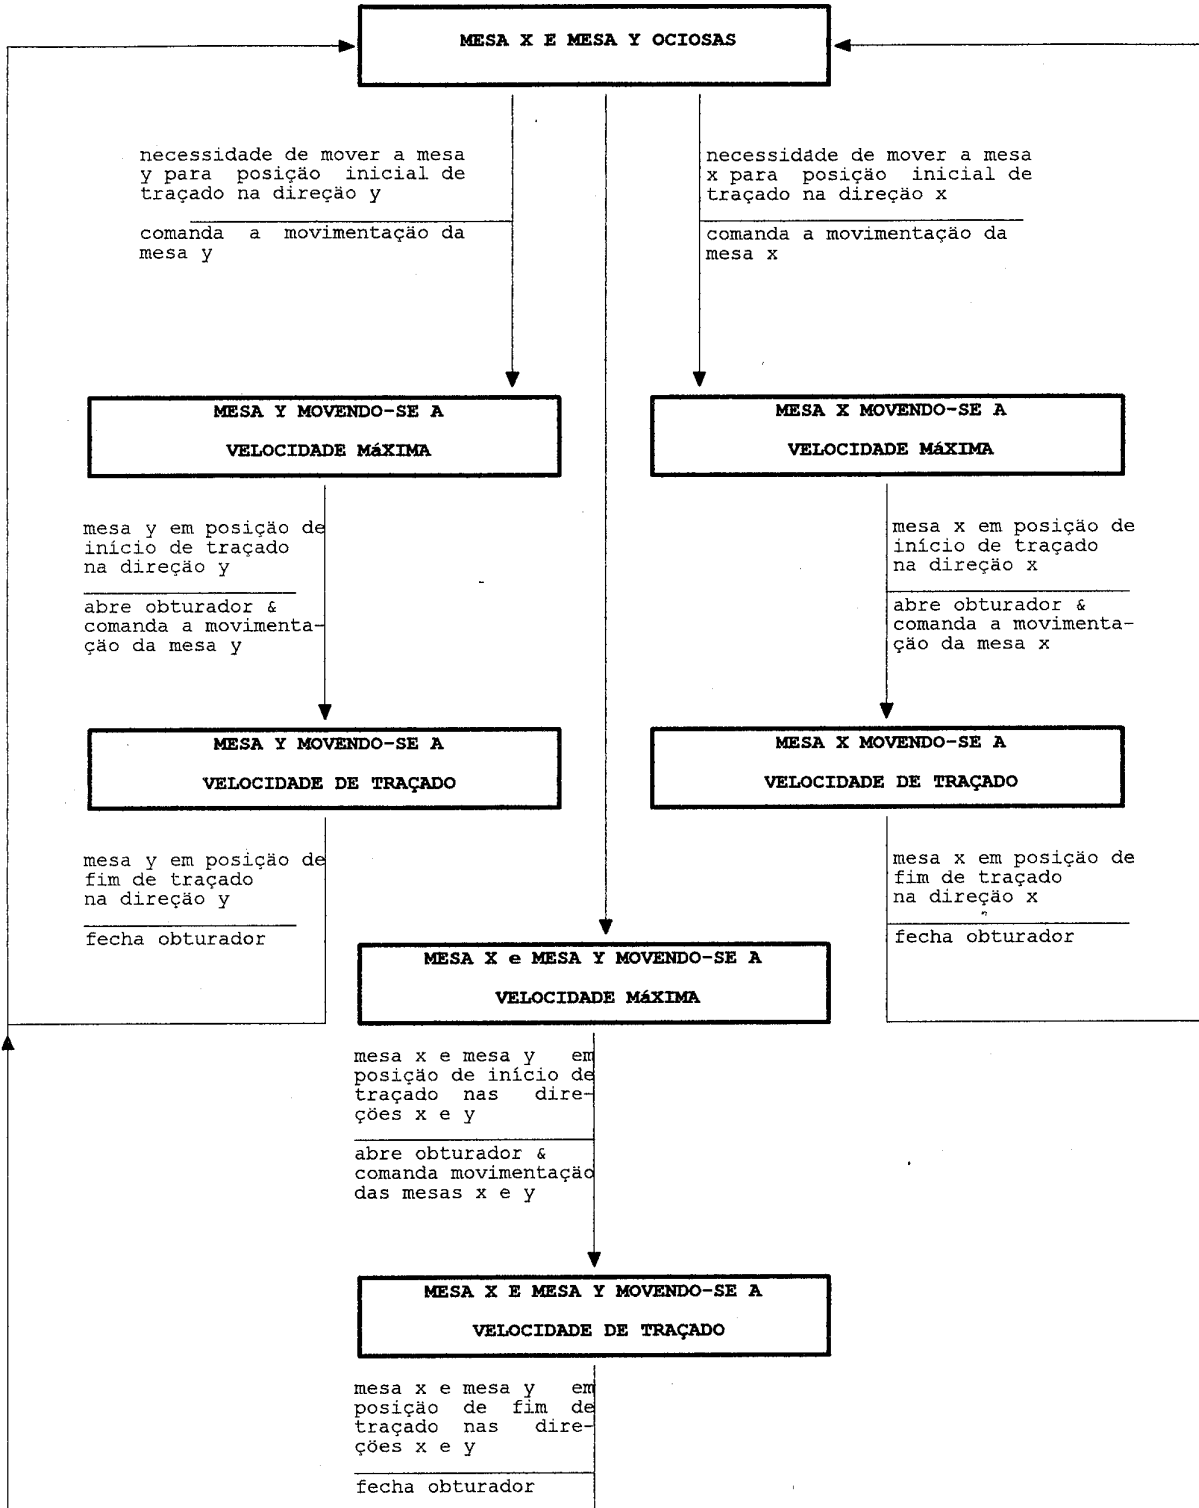 MESA X E MESA Y OCIOSAS
necessidade de mover a mesa
y para posição inicial de
traçado na direção y
comanda a movimentação da
mesa y
necessidade de mover a mesa
x para posição inicial de
traçado na direção x
comanda a movimentação da
mesa x
MESA Y MOVENDO-SE A
VELOCIDADE MáXIMA
MESA X MOVENDO-SE A
VELOCIDADE MáXIMA
mesa y em posição de
início de traçado
na direção y
abre obturador &
comanda a movimenta-
ção da mesa y
mesa x em posição de
início de traçado
na direção x
abre obturador &
comanda a movimenta-
ção da mesa x
MESA Y MOVENDO-SE A
VELOCIDADE DE TRAÇADO
MESA X MOVENDO-SE A
VELOCIDADE DE TRAÇADO
mesa y em posição de
fim de traçado
na direção y
fecha obturador
mesa x em posição de
fim de traçado
na direção x
fecha obturador
MESA X e MESA Y MOVENDO-SE A
VELOCIDADE MáXIMA
mesa x e mesa y em
posição de início de
traçado nas dire-
ções x e y
abre obturador &
comanda movimentação
das mesas x e y
MESA X E MESA Y MOVENDO-SE A
VELOCIDADE DE TRAÇADO
mesa x e mesa y em
posição de fim de
traçado nas dire-
ções x e y
fecha obturador